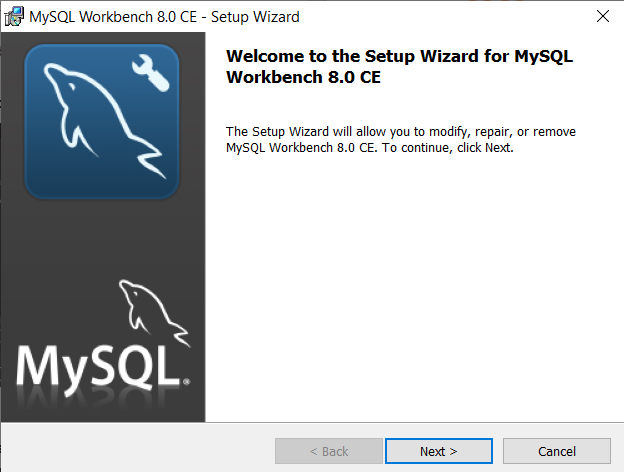 MySQL Workbench 8.0 CE - Setup Wizard
Welcome to the Setup Wizard for MySQL
Workbench 8.0 CE
The Setup Wizard will allow you to modify, repair, or remove
MySQL Workbench 8.0 CE. To continue, click Next.
MySQL®
< Back
Next >
Cancel